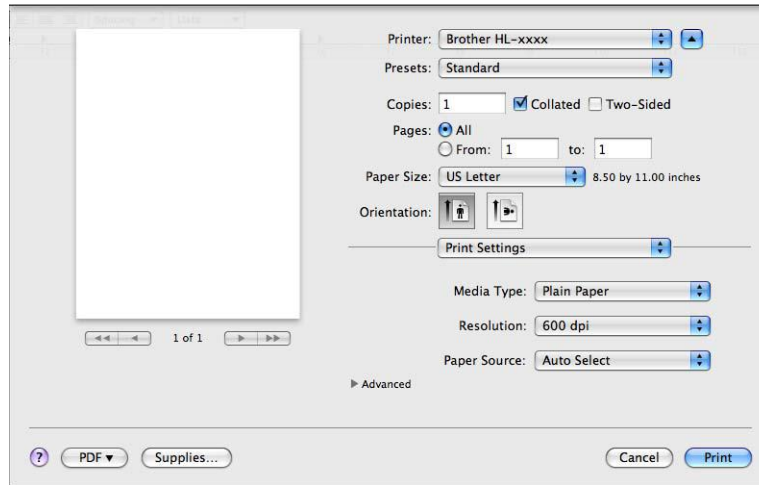 Printer: Brother HL-xxxx
Presets: Standard
Copies: 1 Collated Two-Sided
Pages: All
From: 1 to: 1
Paper Size: US Letter 8.50 by 11.00 inches
Orientation:
Print Settings
Media Type: Plain Paper
Resolution: 600 dpi
Paper Source: Auto Select
Advanced
1 of 1
? PDF Supplies... Cancel Print